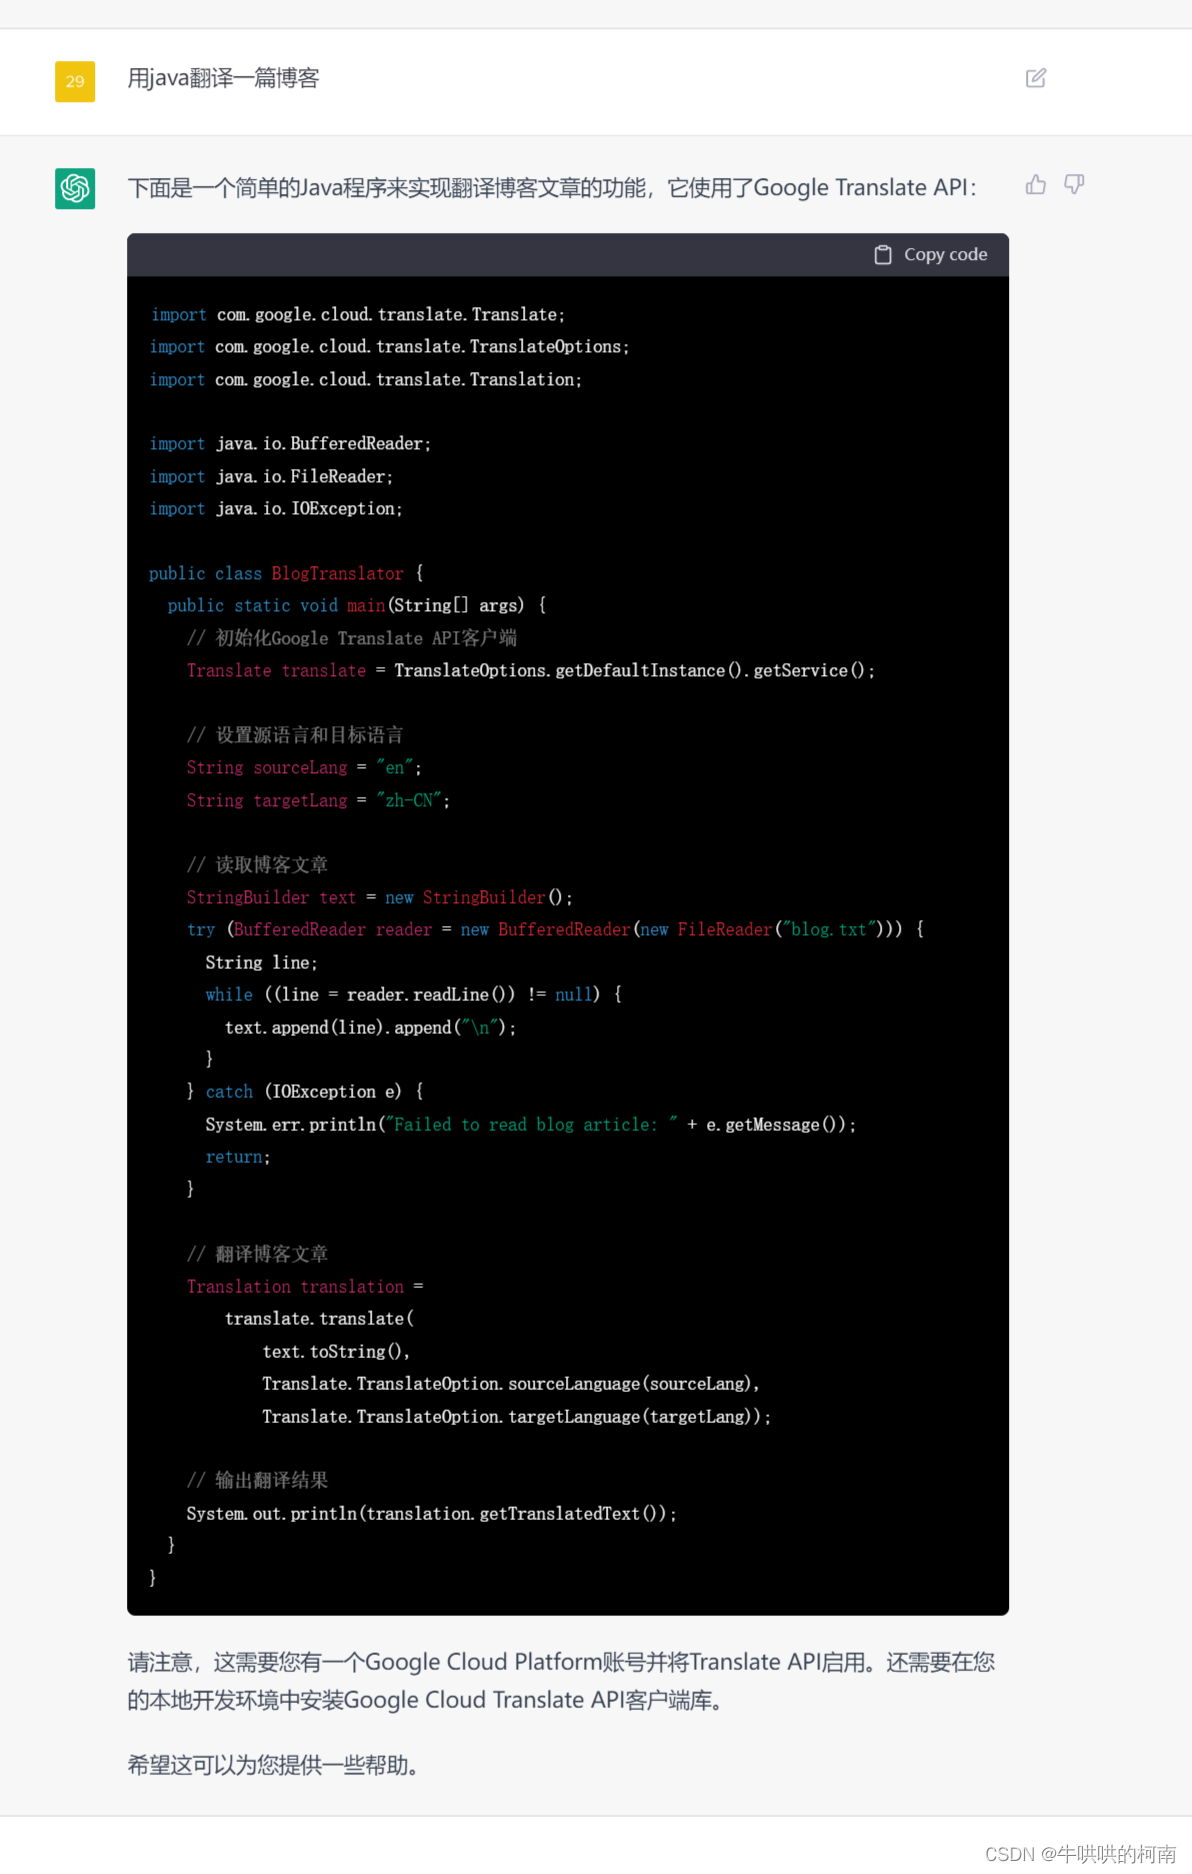 29
用java翻译一篇博客
下面是一个简单的Java程序来实现翻译博客文章的功能，它使用了Google Translate API：
Copy code
import com.google.cloud.translate.Translate;
import com.google.cloud.translate.TranslateOptions;
import com.google.cloud.translate.Translation;
import java.io.BufferedReader;
import java.io.FileReader;
import java.io.IOException;
public class BlogTranslator {
  public static void main(String[] args) {
    // 初始化Google Translate API客户端
    Translate translate = TranslateOptions.getDefaultInstance().getService();
    // 设置源语言和目标语言
    String sourceLang = "en";
    String targetLang = "zh-CN";
    // 读取博客文章
    StringBuilder text = new StringBuilder();
    try (BufferedReader reader = new BufferedReader(new FileReader("blog.txt"))) {
      String line;
      while ((line = reader.readLine()) != null) {
        text.append(line).append("\n");
      }
    } catch (IOException e) {
      System.err.println("Failed to read blog article: " + e.getMessage());
      return;
    }
    // 翻译博客文章
    Translation translation =
        translate.translate(
            text.toString(),
            Translate.TranslateOption.sourceLanguage(sourceLang),
            Translate.TranslateOption.targetLanguage(targetLang));
    // 输出翻译结果
    System.out.println(translation.getTranslatedText());
  }
}
请注意，这需要您有一个Google Cloud Platform账号并将Translate API启用。还需要在您
的本地开发环境中安装Google Cloud Translate API客户端库。
希望这可以为您提供一些帮助。
CSDN @牛哄哄的柯南